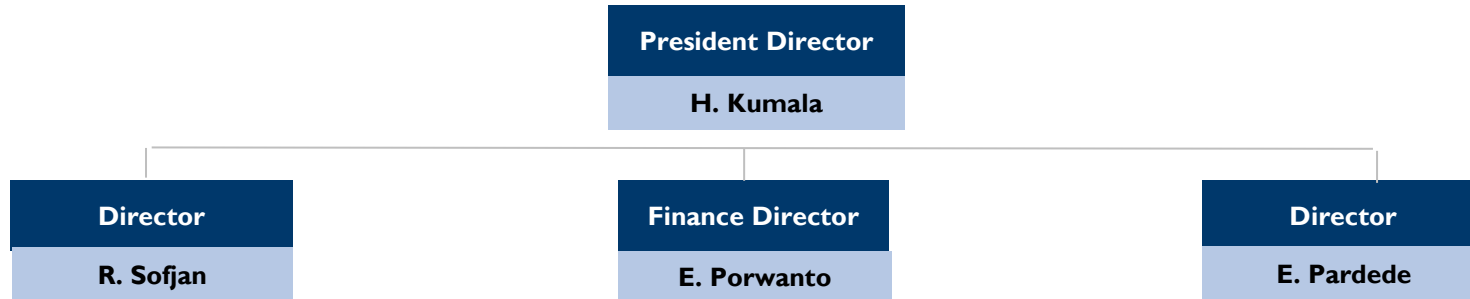 President Director
H. Kumala
Director
R. Sofjan
Finance Director
E. Porwanto
Director
E. Pardede